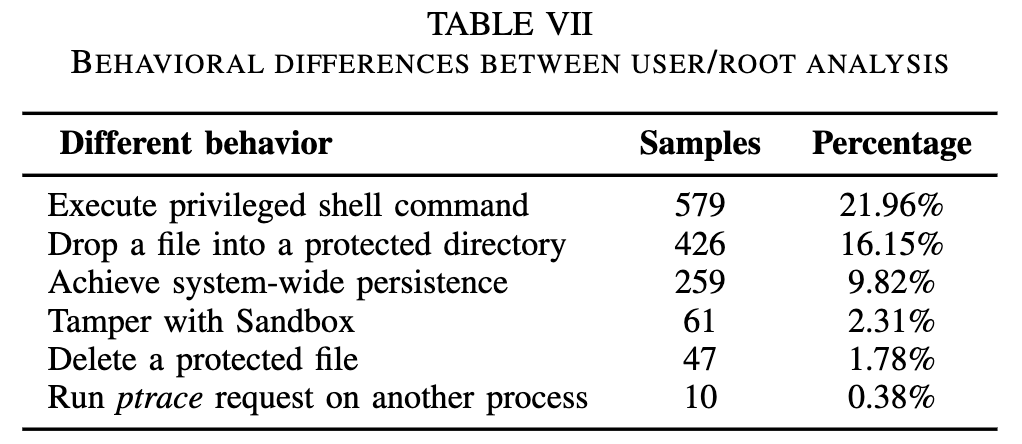 TABLE VII
BEHAVIORAL DIFFERENCES BETWEEN USER/ROOT ANALYSIS
Different behavior Samples Percentage
Execute privileged shell command 579 21.96%
Drop a file into a protected directory 426 16.15%
Achieve system-wide persistence 259 9.82%
Tamper with Sandbox 61 2.31%
Delete a protected file 47 1.78%
Run ptrace request on another process 10 0.38%